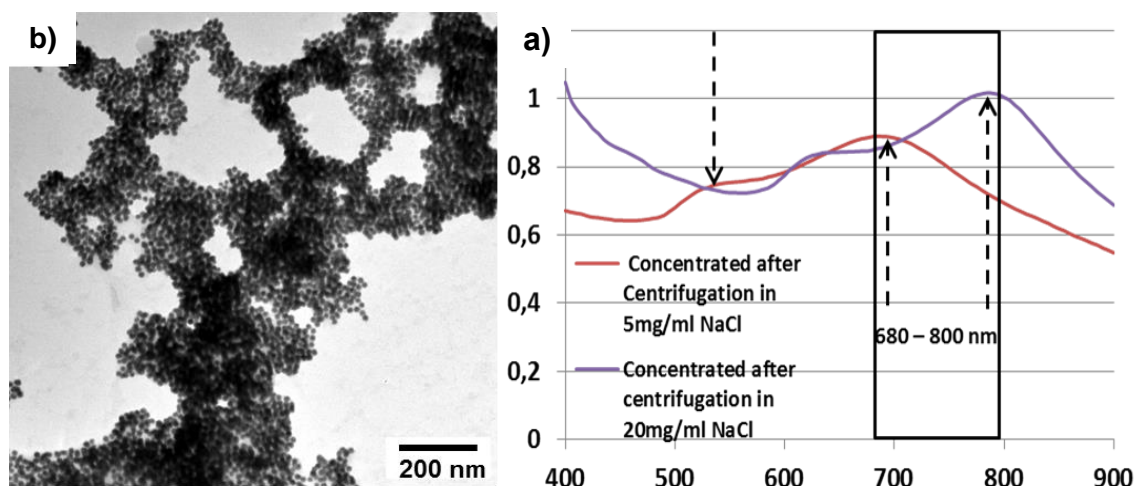 b)
200 nm
a)
1
0,8
0,6
0,4
0,2
0
Concentrated after
Centrifugation in
5mg/ml NaCl
Concentrated after
centrifugation in
20mg/ml NaCl
680 – 800 nm
400 500 600 700 800 900